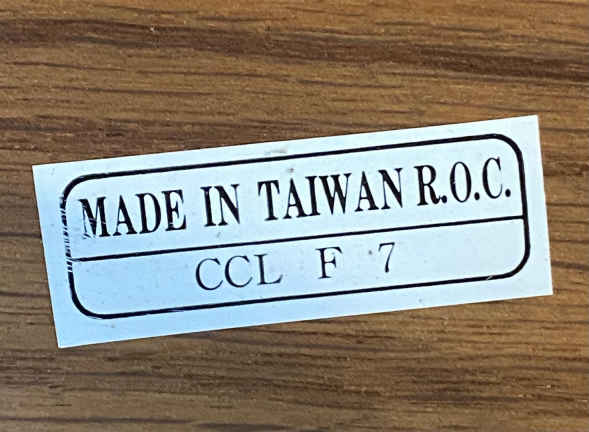 MADE IN TAIWAN R.O.C.
CCL F 7